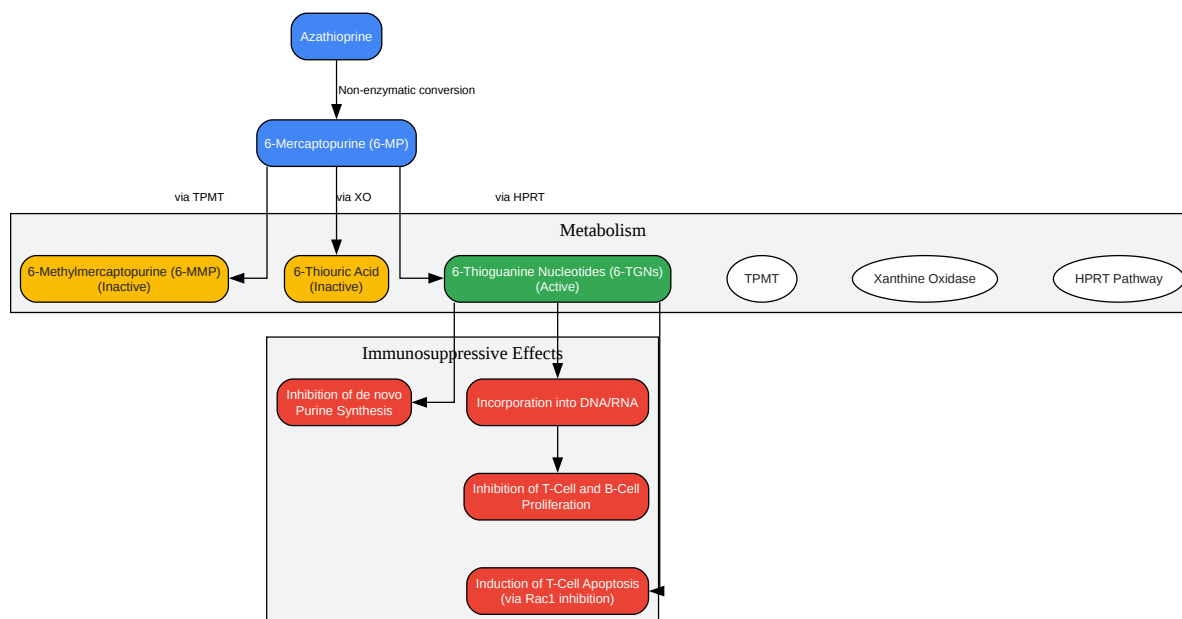 Azathioprine
Non-enzymatic conversion
6-Mercaptopurine (6-MP)
via TPMT
via XO
via HPRT
Metabolism
6-Methylmercaptopurine (6-MMP)
(Inactive)
6-Thiouric Acid
(Inactive)
6-Thioguanine Nucleotides (6-TGNs)
(Active)
TPMT
Xanthine Oxidase
HPRT Pathway
Immunosuppressive Effects
Inhibition of de novo
Purine Synthesis
Incorporation into DNA/RNA
Inhibition of T-Cell and B-Cell
Proliferation
Induction of T-Cell Apoptosis
(via Rac1 inhibition)